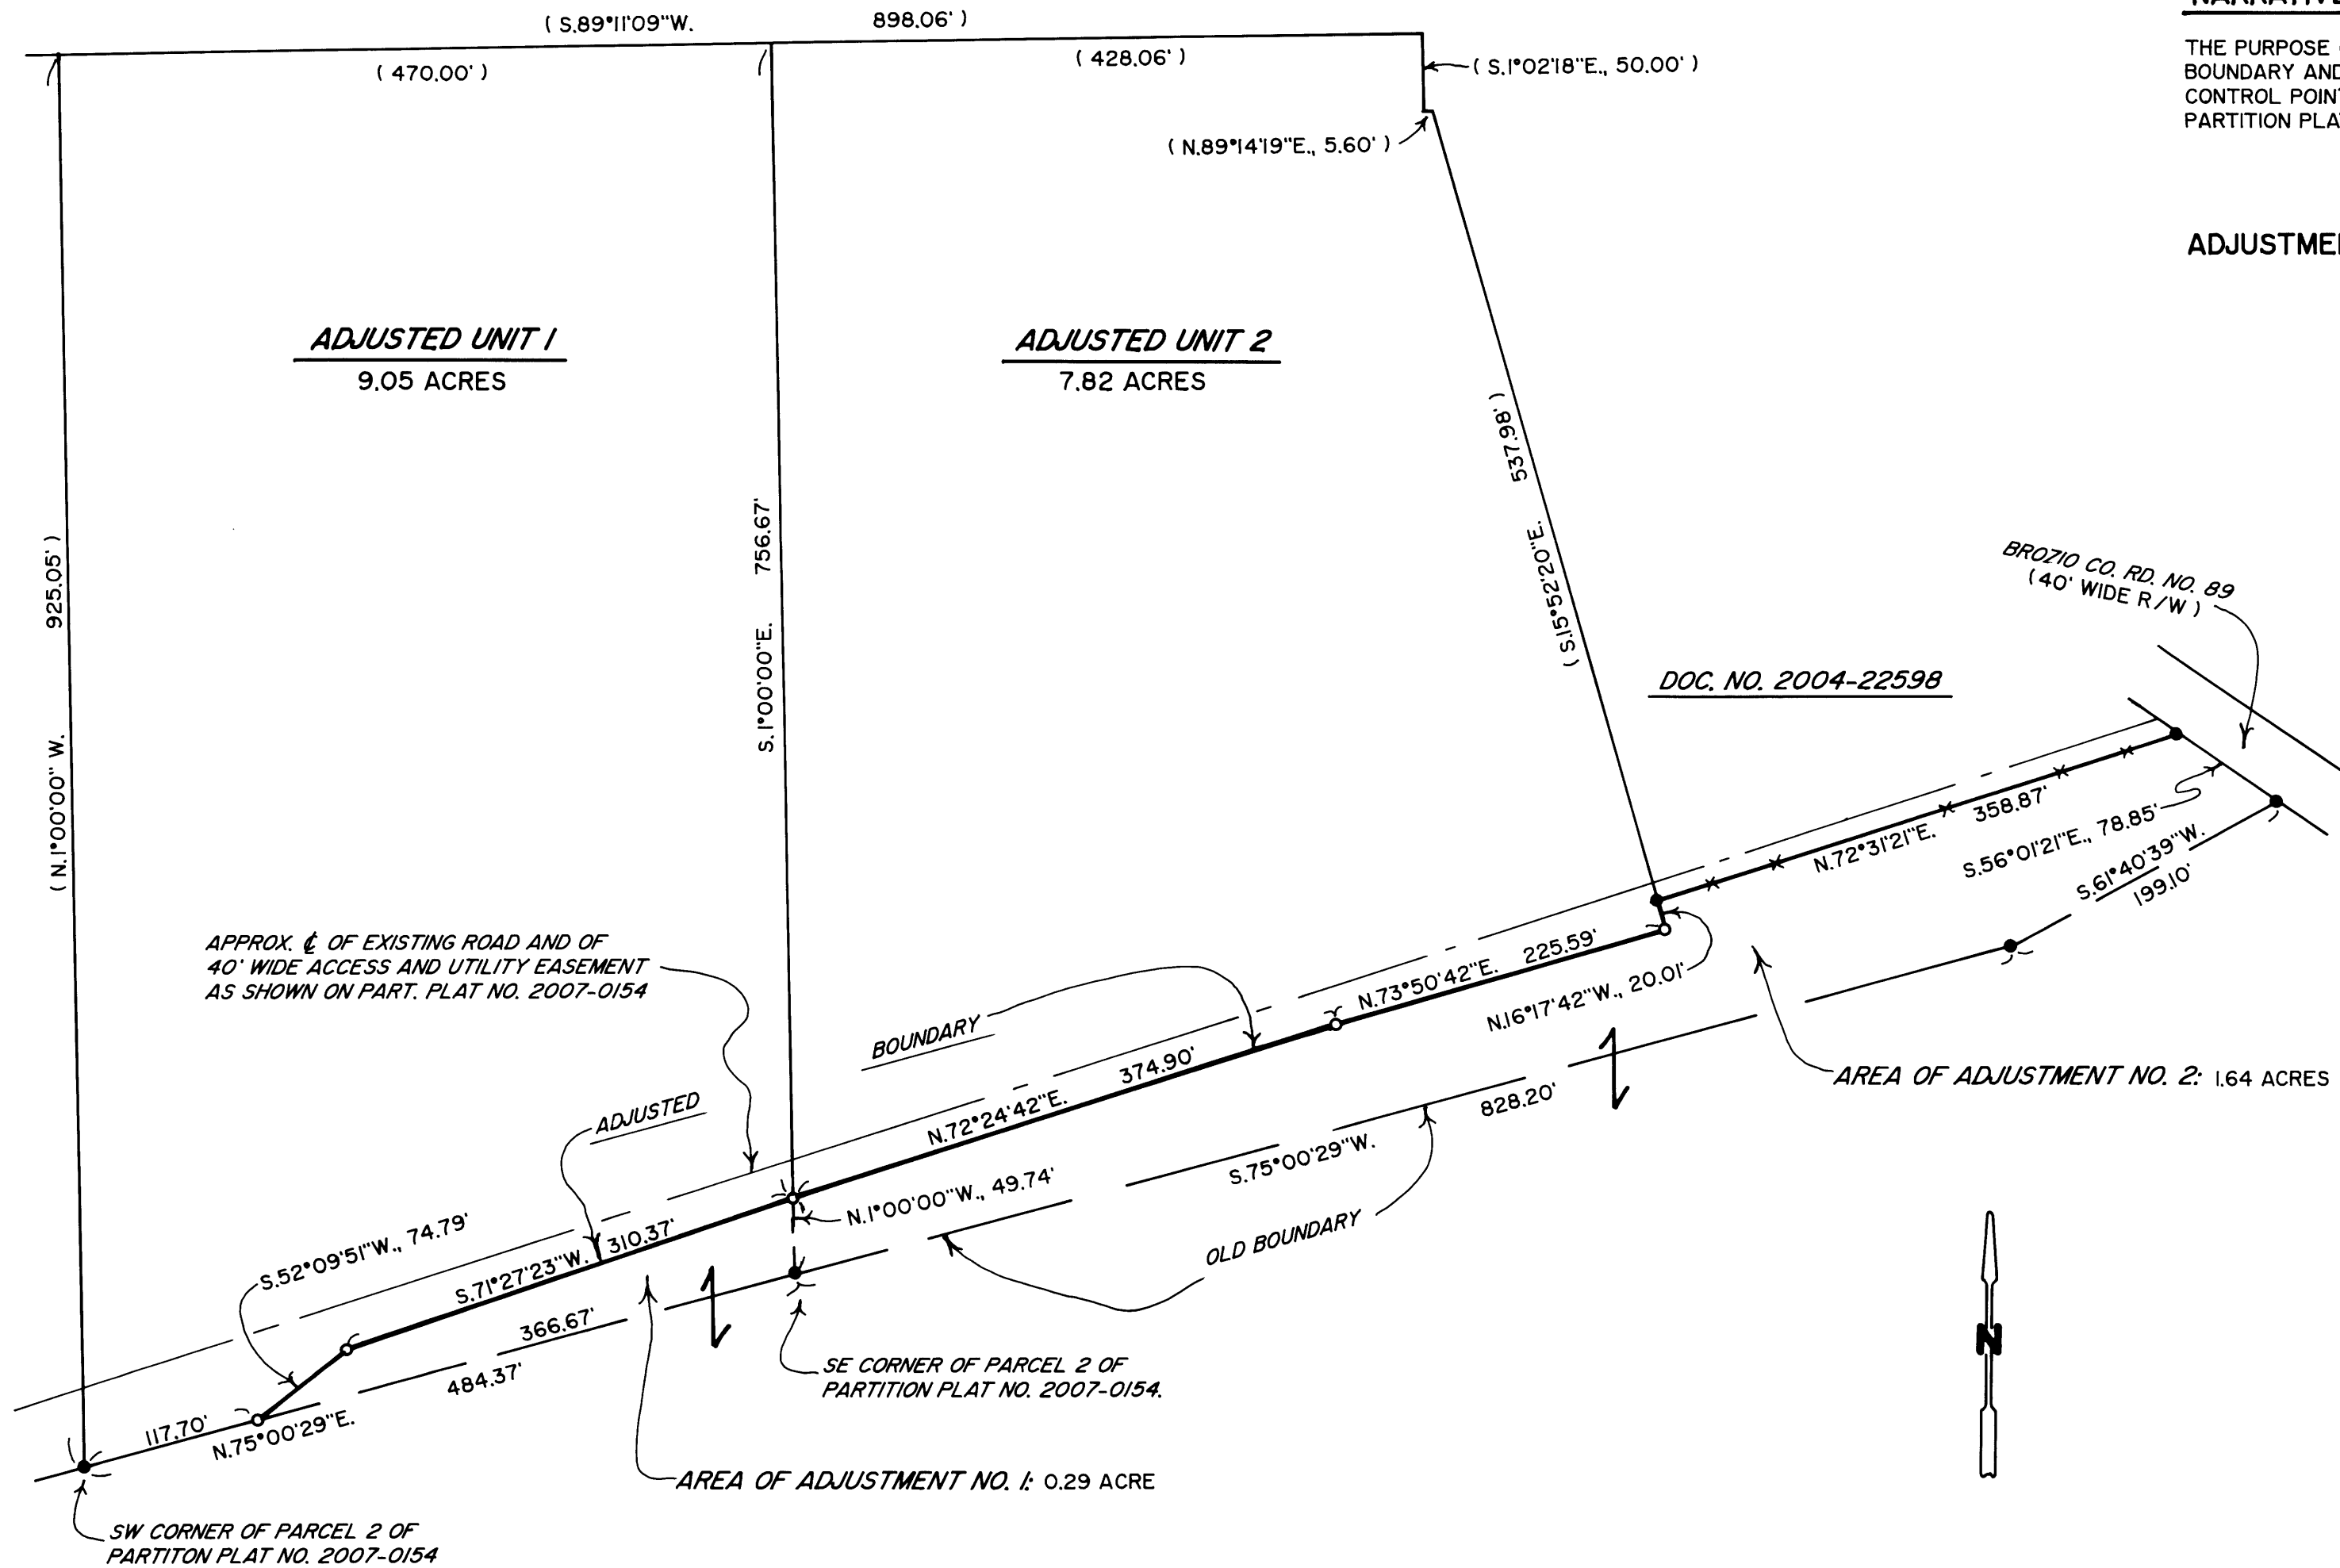 ( S.89°11'09"W. 898.06' )
( 470.00' )
( 428.06' )
( S.1°02'18"E., 50.00' )
( N.89°14'19"E., 5.60' )
THE PURPOSE
BOUNDARY AND
CONTROL POINT
PARTITION PLAT
ADJUSTMEN
ADJUSTED UNIT 1
9.05 ACRES
ADJUSTED UNIT 2
7.82 ACRES
( N.1°00'00" W. 925.05' )
S.1°00'00"E. 756.67'
( S.15°52'20"E. 537.98' )
BROZIO CO. RD. NO. 89
( 40' WIDE R/W )
DOC. NO. 2004-22598
N.72°31'21"E. 358.87'
S.56°01'21"E., 78.85'
S.61°40'39"W.
199.10'
APPROX. ℄ OF EXISTING ROAD AND OF
40' WIDE ACCESS AND UTILITY EASEMENT
AS SHOWN ON PART. PLAT NO. 2007-0154
BOUNDARY
N.73°50'42"E. 225.59'
N.16°17'42"W., 20.01'
AREA OF ADJUSTMENT NO. 2: 1.64 ACRES
ADJUSTED
N.72°24'42"E. 374.90'
828.20'
S.75°00'29"W.
N.1°00'00"W., 49.74'
OLD BOUNDARY
S.52°09'51"W., 74.79'
S.71°27'23"W. 310.37'
366.67'
484.37'
SE CORNER OF PARCEL 2 OF
PARTITION PLAT NO. 2007-0154.
117.70'
N.75°00'29"E.
AREA OF ADJUSTMENT NO. 1: 0.29 ACRE
SW CORNER OF PARCEL 2 OF
PARTITON PLAT NO. 2007-0154
N